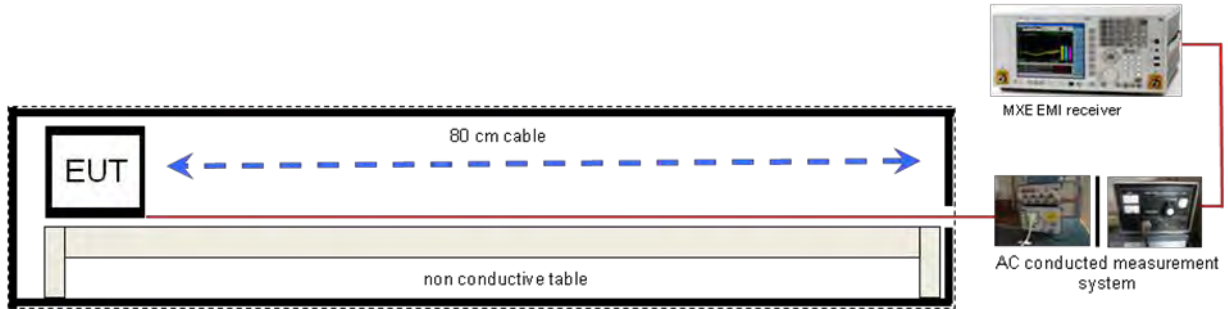 MXE EMI receiver
80 cm cable
EUT
non conductive table
AC conducted measurement
system